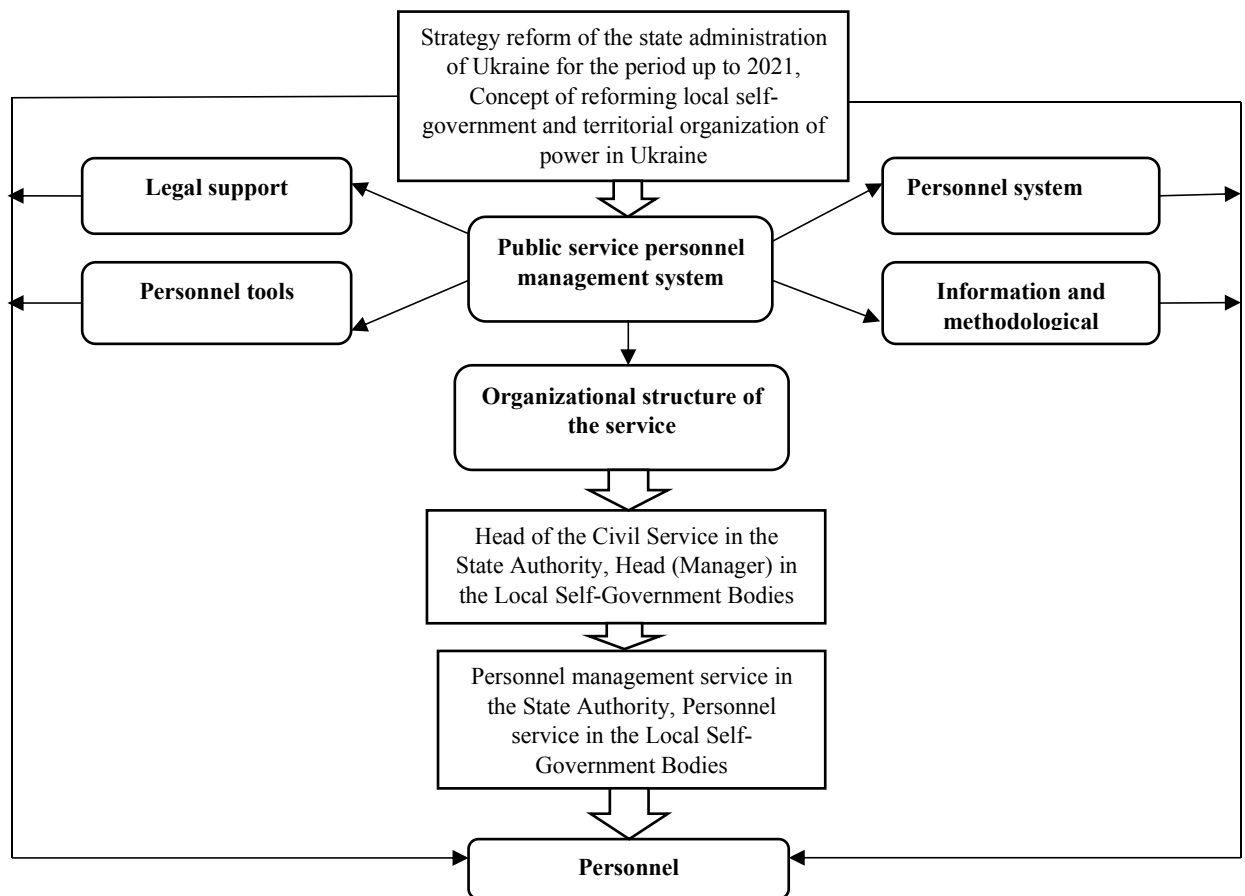 Strategy reform of the state administration
of Ukraine for the period up to 2021,
Concept of reforming local self-
government and territorial organization of
power in Ukraine
Legal support
Personnel system
Public service personnel
management system
Personnel tools
Information and
methodological
Organizational structure of
the service
Head of the Civil Service in the
State Authority, Head (Manager) in
the Local Self-Government Bodies
Personnel management service in
the State Authority, Personnel
service in the Local Self-
Government Bodies
Personnel